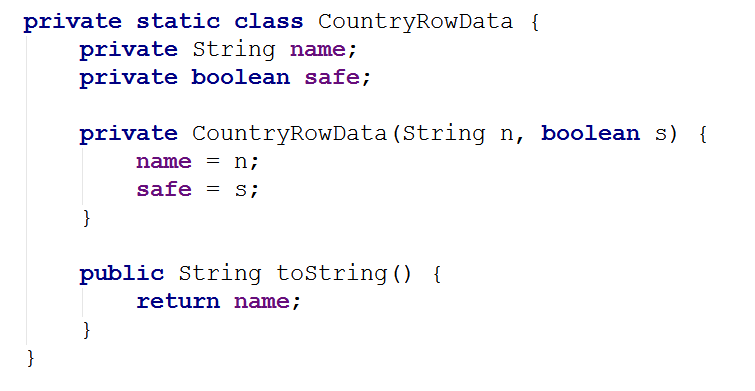 private static class CountryRowData {
    private String name;
    private boolean safe;

    private CountryRowData(String n, boolean s) {
        name = n;
        safe = s;
    }

    public String toString() {
        return name;
    }
}